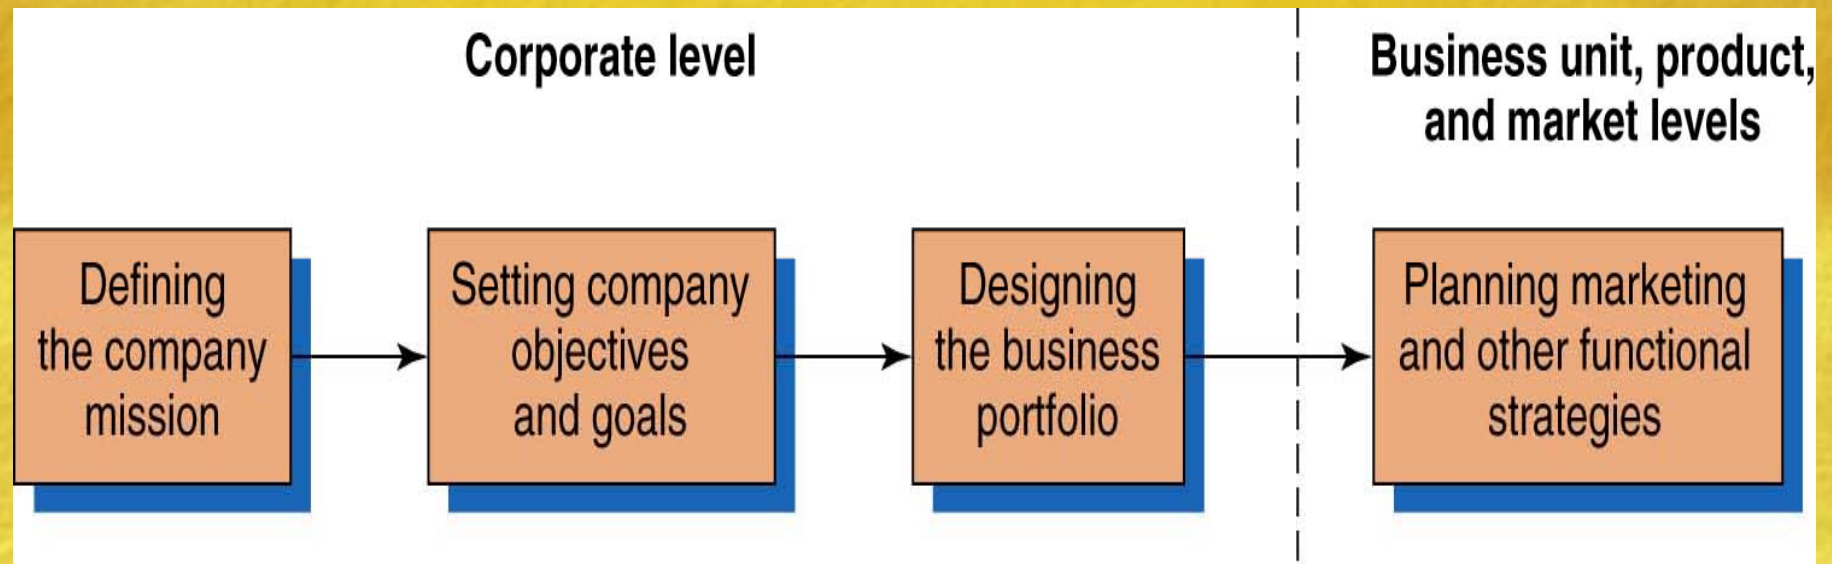 Corporate level
Business unit, product,
and market levels
Defining
the company
mission
Setting company
objectives
and goals
Designing
the business
portfolio
Planning marketing
and other functional
strategies